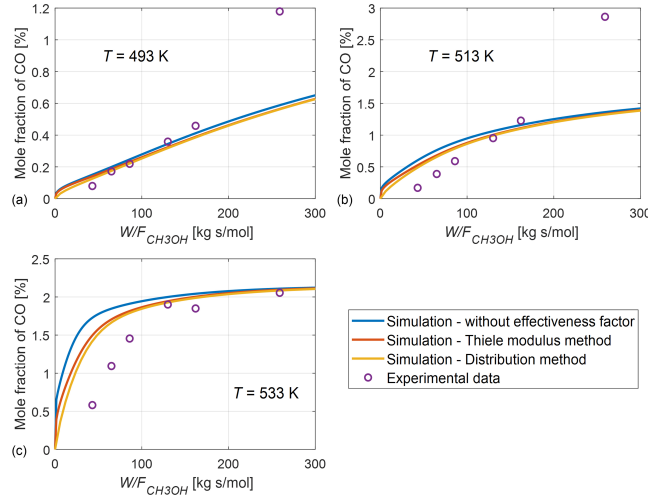 1.2
1
0.8
0.6
0.4
0.2
0
Mole fraction of CO [%]
T = 493 K
(a)
0 100 200 300
W/F_CH3OH [kg s/mol]
3
2.5
2
1.5
1
0.5
0
Mole fraction of CO [%]
T = 513 K
(b)
0 100 200 300
W/F_CH3OH [kg s/mol]
2.5
2
1.5
1
0.5
0
Mole fraction of CO [%]
T = 533 K
(c)
0 100 200 300
W/F_CH3OH [kg s/mol]
Simulation - without effectiveness factor
Simulation - Thiele modulus method
Simulation - Distribution method
Experimental data